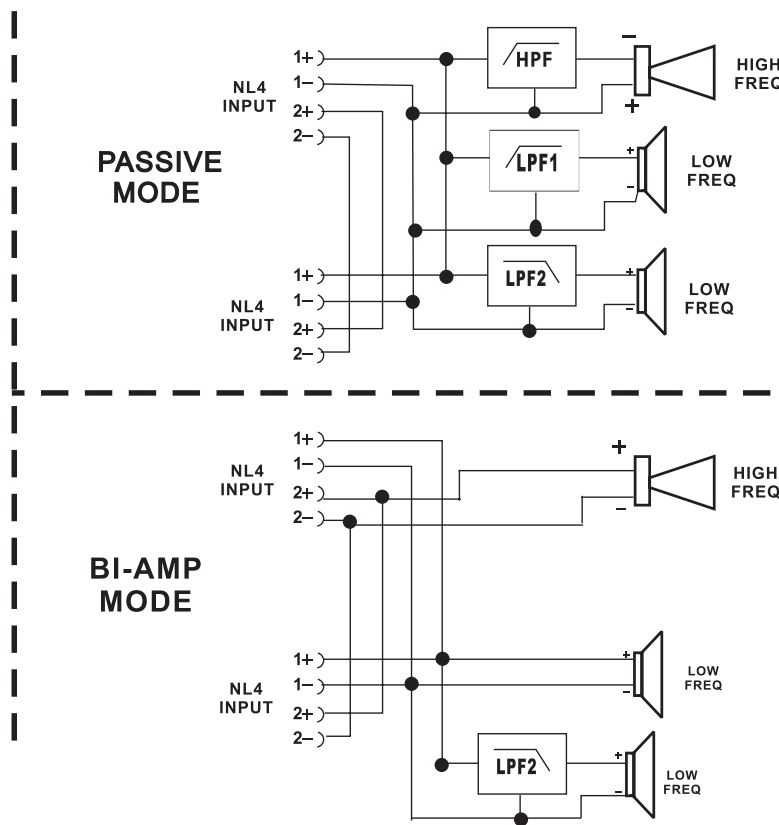 PASSIVE
MODE
NL4
INPUT
1+
1−
2+
2−
HPF
−
+
HIGH
FREQ
LPF1
+
-
LOW
FREQ
NL4
INPUT
1+
1−
2+
2−
LPF2
+
-
LOW
FREQ
BI-AMP
MODE
NL4
INPUT
1+
1−
2+
2−
+
−
HIGH
FREQ
NL4
INPUT
1+
1−
2+
2−
+
−
LOW
FREQ
LPF2
+
−
LOW
FREQ